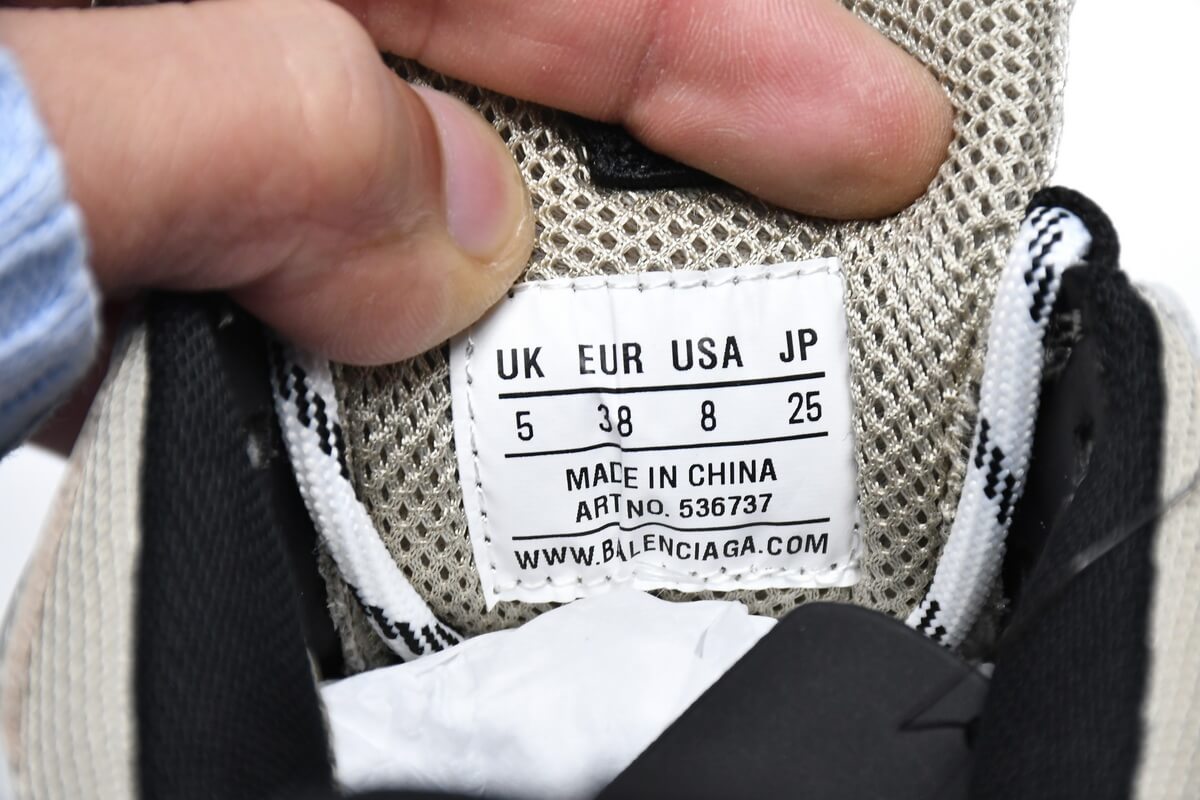 UK EUR USA JP
5 38 8 25
MADE IN CHINA
ART NO. 536737
WWW.BALENCIAGA.COM